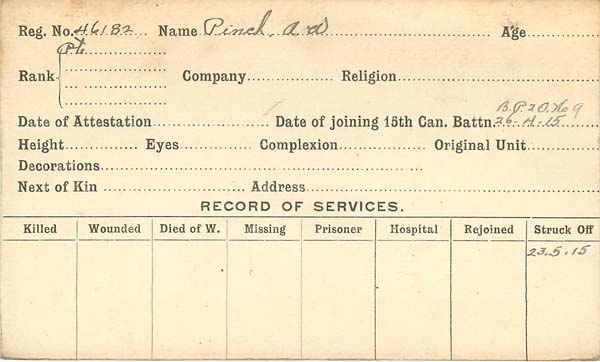 Reg. No. 46182 Name Pinch, A W Age
Rank Pte Company Religion
B.P 2 O. No 9
Date of Attestation Date of joining 15th Can. Battn. 26.4.15
Height Eyes Complexion Original Unit
Decorations
Next of Kin Address
RECORD OF SERVICES.
Killed Wounded Died of W. Missing Prisoner Hospital Rejoined Struck Off
23.5.15